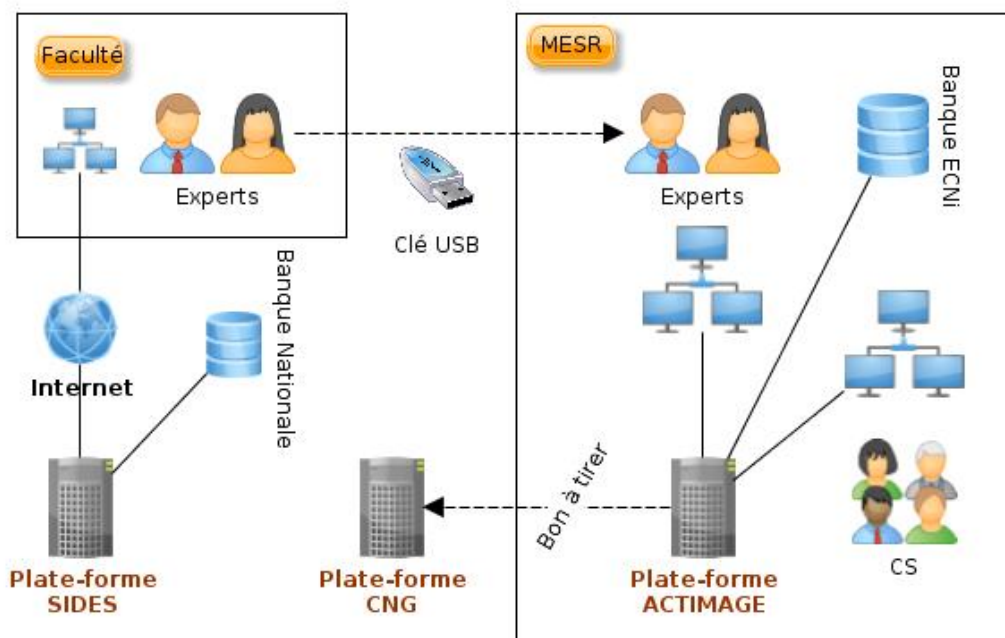 Faculté
Experts
Clé USB
MESR
Experts
Banque ECNi
Internet
Banque Nationale
Plate-forme
SIDES
Plate-forme
CNG
Bon à tirer
Plate-forme
ACTIMAGE
CS